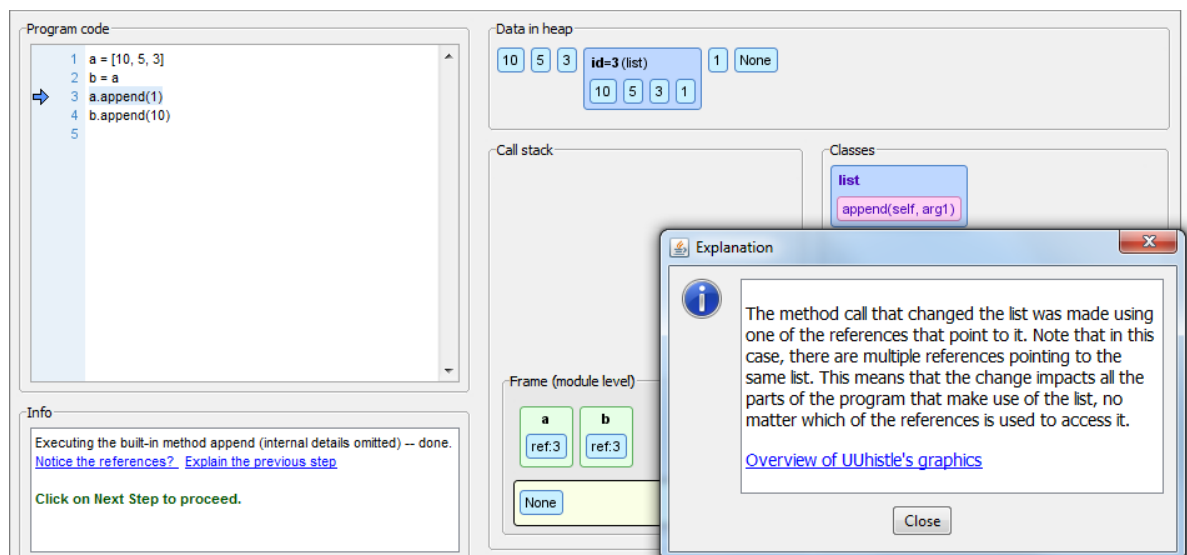 Program code
1 a = [10, 5, 3]
2 b = a
3 a.append(1)
4 b.append(10)
5
Info
Executing the built-in method append (internal details omitted) -- done.
Notice the references? Explain the previous step
Click on Next Step to proceed.
Data in heap
10 5 3 id=3 (list) 1 None
10 5 3 1
Call stack
Classes
list
append(self, arg1)
Frame (module level)
a b
ref:3 ref:3
None
Explanation
The method call that changed the list was made using
one of the references that point to it. Note that in this
case, there are multiple references pointing to the
same list. This means that the change impacts all the
parts of the program that make use of the list, no
matter which of the references is used to access it.
Overview of UUhistle's graphics
Close